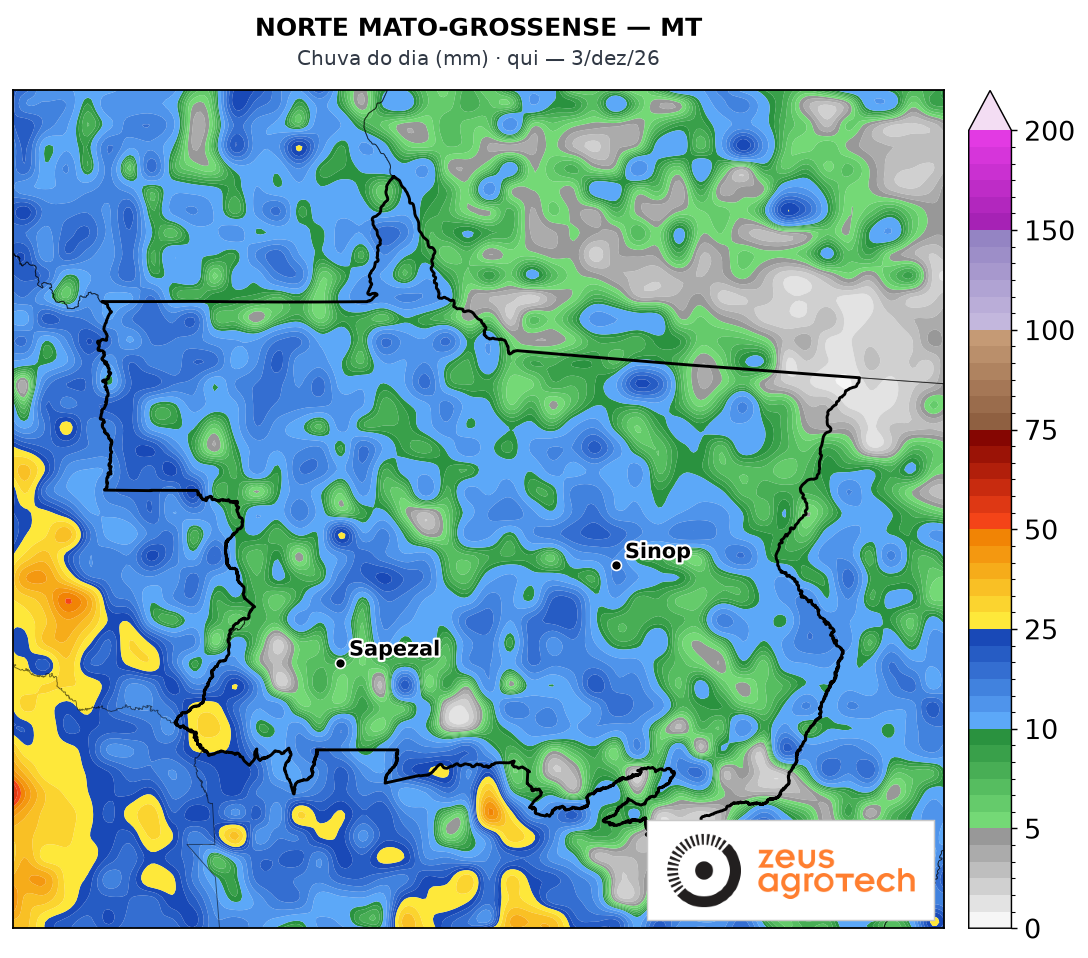 NORTE MATO-GROSSENSE — MT
Chuva do dia (mm) · qui — 3/dez/26
200
150
100
75
50
25
10
5
0
Sinop
Sapezal
zeus
agrotech